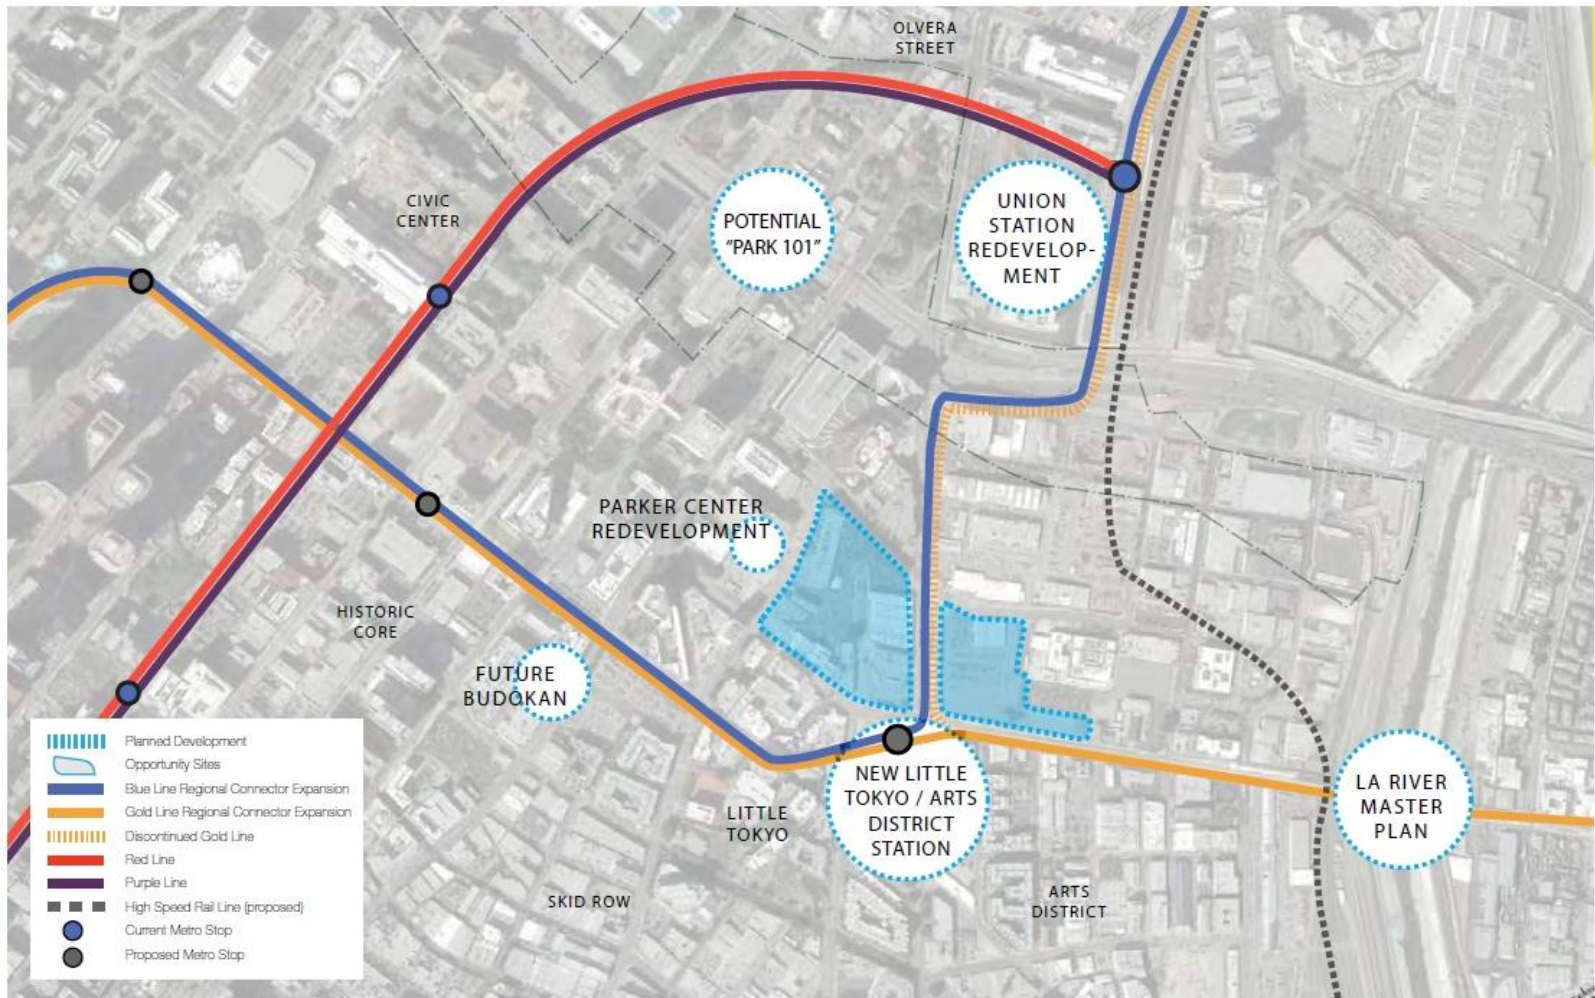 OLVERA
STREET
CIVIC
CENTER
POTENTIAL
"PARK 101"
UNION
STATION
REDEVELOP-
MENT
PARKER CENTER
REDEVELOPMENT
HISTORIC
CORE
FUTURE
BUDOKAN
NEW LITTLE
TOKYO / ARTS
DISTRICT
STATION
LITTLE
TOKYO
LA RIVER
MASTER
PLAN
SKID ROW
ARTS
DISTRICT
Planned Development
Opportunity Sites
Blue Line Regional Connector Expansion
Gold Line Regional Connector Expansion
Discontinued Gold Line
Red Line
Purple Line
High Speed Rail Line (proposed)
Current Metro Stop
Proposed Metro Stop